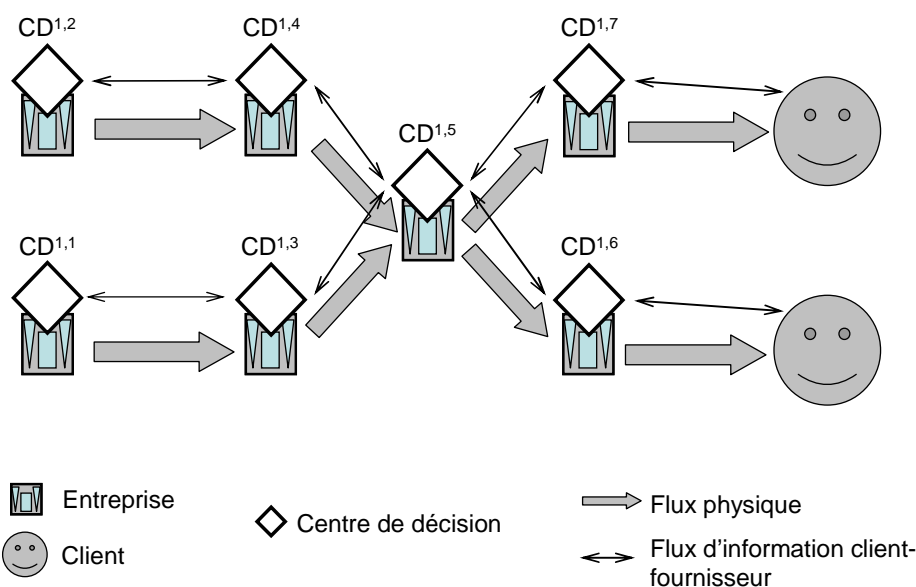 CD1,2
CD1,4
CD1,7
CD1,5
CD1,1
CD1,3
CD1,6
Entreprise
Client
Centre de décision
Flux physique
Flux d'information client-
fournisseur